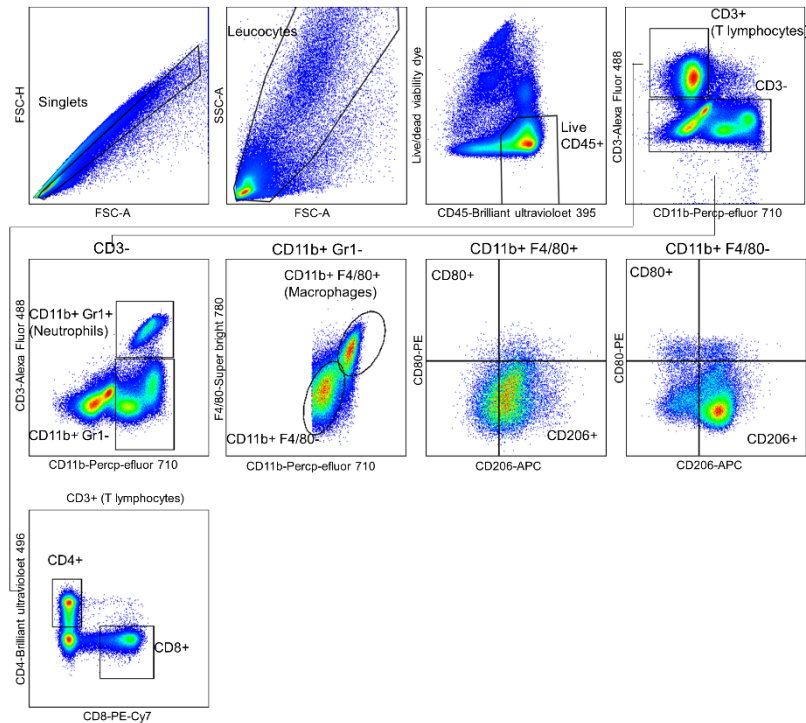 FSC-H
Singlets
FSC-A
SSC-A
Leucocytes
FSC-A
Live/dead viability dye
Live
CD45+
CD45-Brilliant ultravioloet 395
CD3-Alexa Fluor 488
CD3+
(T lymphocytes)
CD3-
CD11b-Percp-efluor 710
CD3-
CD3-Alexa Fluor 488
CD11b+ Gr1+
(Neutrophils)
CD11b+ Gr1-
CD11b-Percp-efluor 710
CD11b+ Gr1-
F4/80-Super bright 780
CD11b+ F4/80+
(Macrophages)
CD11b+ F4/80-
CD11b-Percp-efluor 710
CD11b+ F4/80+
CD80-PE
CD80+
CD206+
CD206-APC
CD11b+ F4/80-
CD80-PE
CD80+
CD206+
CD206-APC
CD3+ (T lymphocytes)
CD4-Brilliant ultravioloet 496
CD4+
CD8+
CD8-PE-Cy7